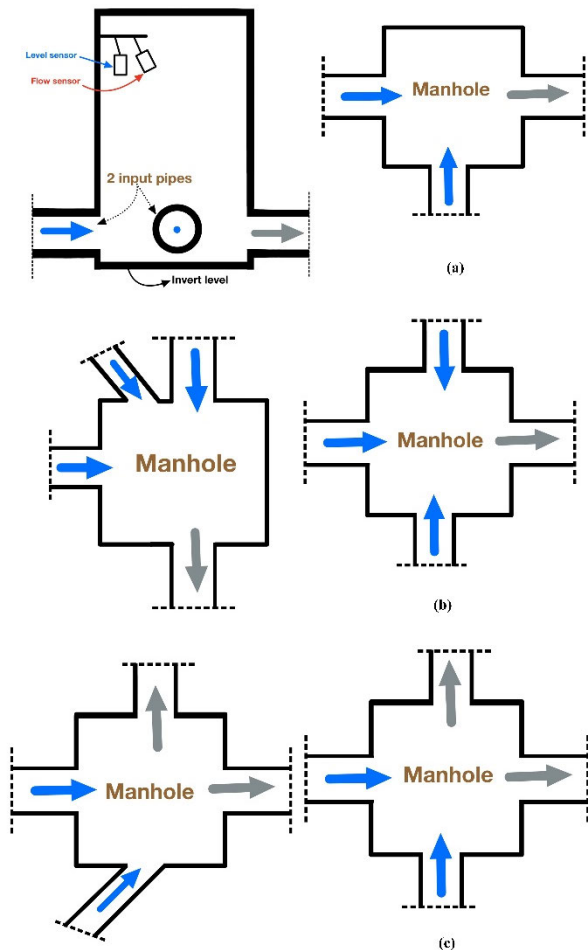 Level sensor
Flow sensor
2 input pipes
Invert level
Manhole
(a)
Manhole
Manhole
(b)
Manhole
Manhole
(c)